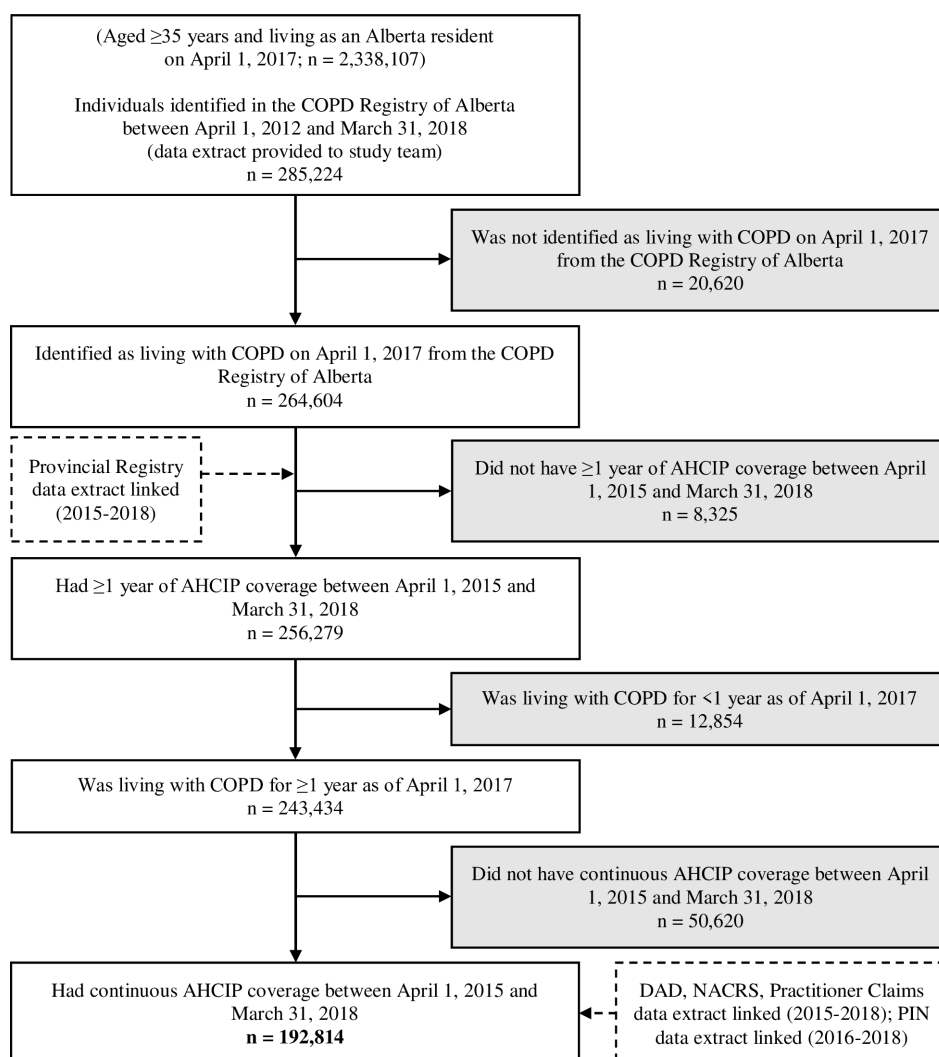 (Aged ≥35 years and living as an Alberta resident
on April 1, 2017; n = 2,338,107)
Individuals identified in the COPD Registry of Alberta
between April 1, 2012 and March 31, 2018
(data extract provided to study team)
n = 285,224
Was not identified as living with COPD on April 1, 2017
from the COPD Registry of Alberta
n = 20,620
Identified as living with COPD on April 1, 2017 from the COPD
Registry of Alberta
n = 264,604
Provincial Registry
data extract linked
(2015-2018)
Did not have ≥1 year of AHCIP coverage between April
1, 2015 and March 31, 2018
n = 8,325
Had ≥1 year of AHCIP coverage between April 1, 2015 and
March 31, 2018
n = 256,279
Was living with COPD for <1 year as of April 1, 2017
n = 12,854
Was living with COPD for ≥1 year as of April 1, 2017
n = 243,434
Did not have continuous AHCIP coverage between April
1, 2015 and March 31, 2018
n = 50,620
Had continuous AHCIP coverage between April 1, 2015 and
March 31, 2018
n = 192,814
DAD, NACRS, Practitioner Claims
data extract linked (2015-2018); PIN
data extract linked (2016-2018)